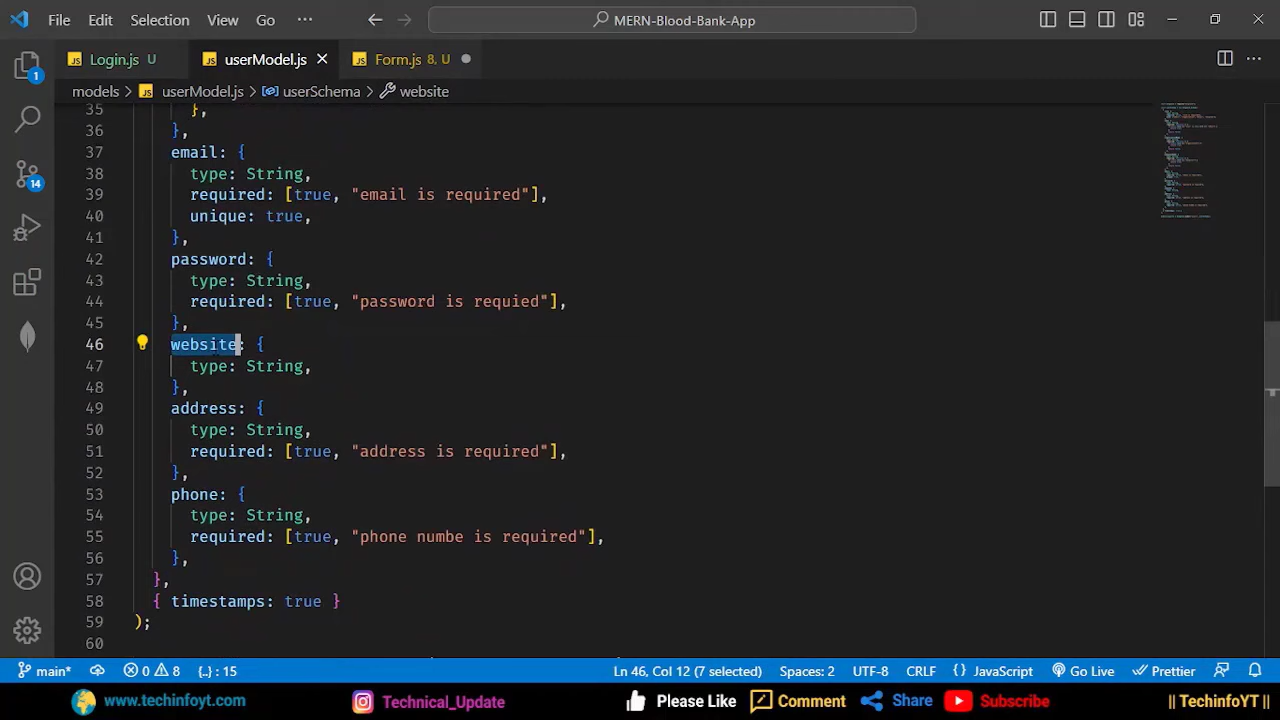 File Edit Selection View Go ··· MERN-Blood-Bank-App
Login.js U userModel.js Form.js 8, U
models > userModel.js > userSchema > website
35 },
36 },
37 email: {
38 type: String,
39 required: [true, "email is required"],
40 unique: true,
41 },
42 password: {
43 type: String,
44 required: [true, "password is requied"],
45 },
46 website: {
47 type: String,
48 },
49 address: {
50 type: String,
51 required: [true, "address is required"],
52 },
53 phone: {
54 type: String,
55 required: [true, "phone numbe is required"],
56 },
57 },
58 { timestamps: true }
59 );
60
1
14
main* 0 8 {..} : 15 Ln 46, Col 12 (7 selected) Spaces: 2 UTF-8 CRLF {} JavaScript Go Live Prettier
www.techinfoyt.com Technical_Update Please Like Comment Share Subscribe || TechinfoYT ||